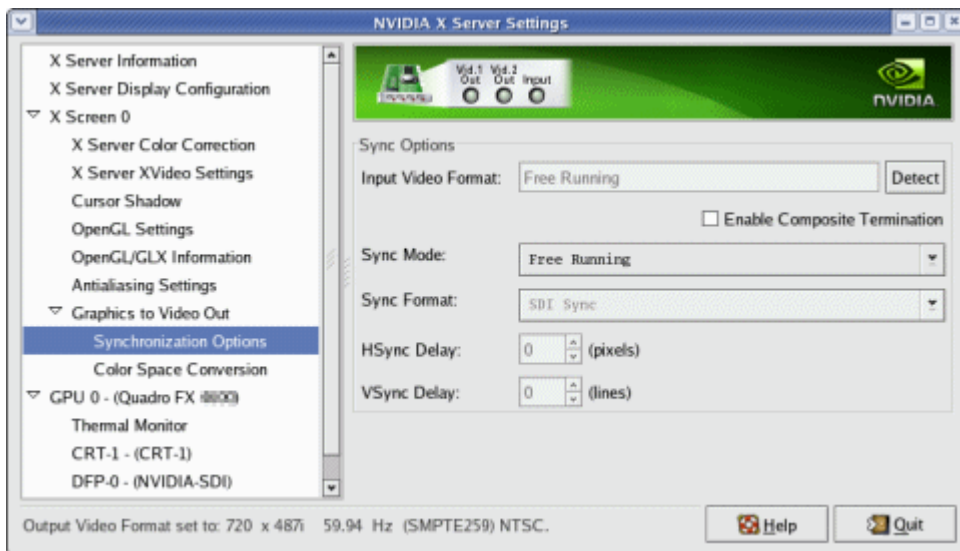 NVIDIA X Server Settings
X Server Information
X Server Display Configuration
X Screen 0
X Server Color Correction
X Server XVideo Settings
Cursor Shadow
OpenGL Settings
OpenGL/GLX Information
Antialiasing Settings
Graphics to Video Out
Synchronization Options
Color Space Conversion
GPU 0 - (Quadro FX
Thermal Monitor
CRT-1 - (CRT-1)
DFP-0 - (NVIDIA-SDI)
Vid.1 Out Vid.2 Out Input
NVIDIA
Sync Options
Input Video Format: Free Running Detect
Enable Composite Termination
Sync Mode: Free Running
Sync Format: SDI Sync
HSync Delay: 0 (pixels)
VSync Delay: 0 (lines)
Output Video Format set to: 720 x 487i 59.94 Hz (SMPTE259) NTSC.
Help Quit